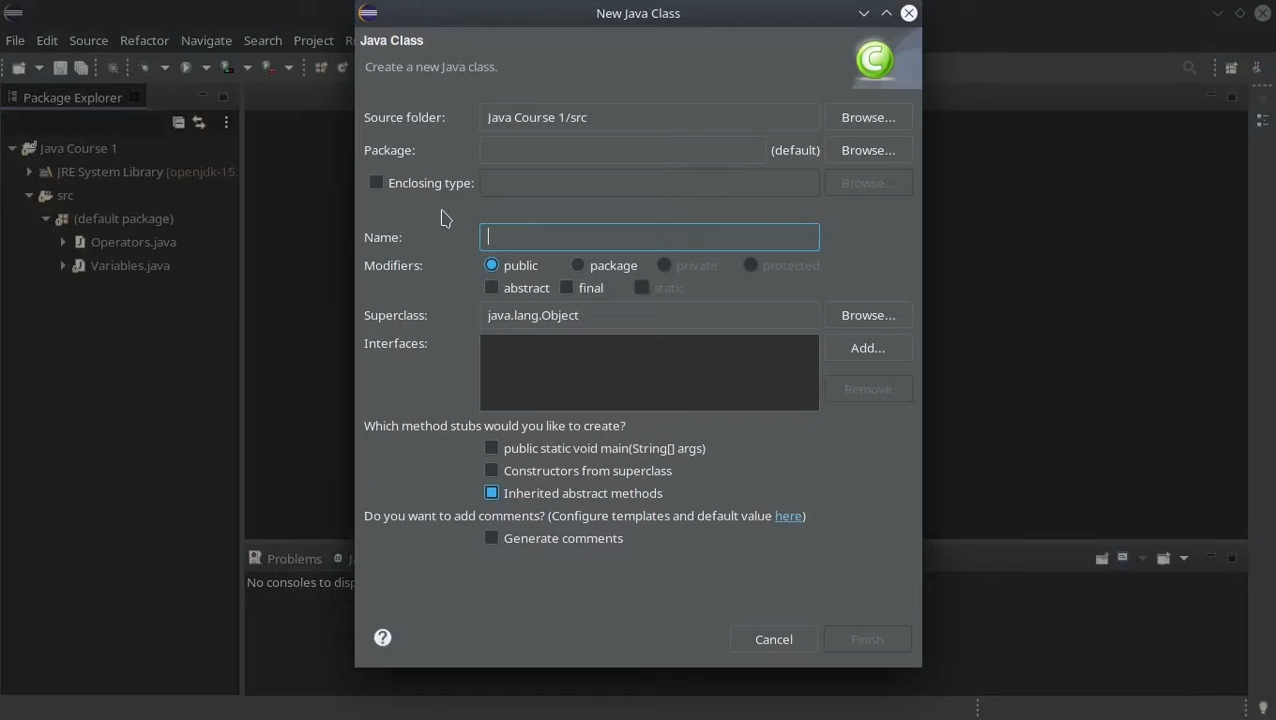 New Java Class
Java Class
Create a new Java class.
File Edit Source Refactor Navigate Search Project
Package Explorer
Java Course 1
JRE System Library [openjdk-15.
src
(default package)
Operators.java
Variables.java
Source folder: Java Course 1/src Browse...
Package: (default) Browse...
Enclosing type: Browse...
Name:
Modifiers: public package private protected
abstract final static
Superclass: java.lang.Object Browse...
Interfaces: Add...
Remove
Which method stubs would you like to create?
public static void main(String[] args)
Constructors from superclass
Inherited abstract methods
Do you want to add comments? (Configure templates and default value here)
Generate comments
Problems
No consoles to disp
Cancel Finish